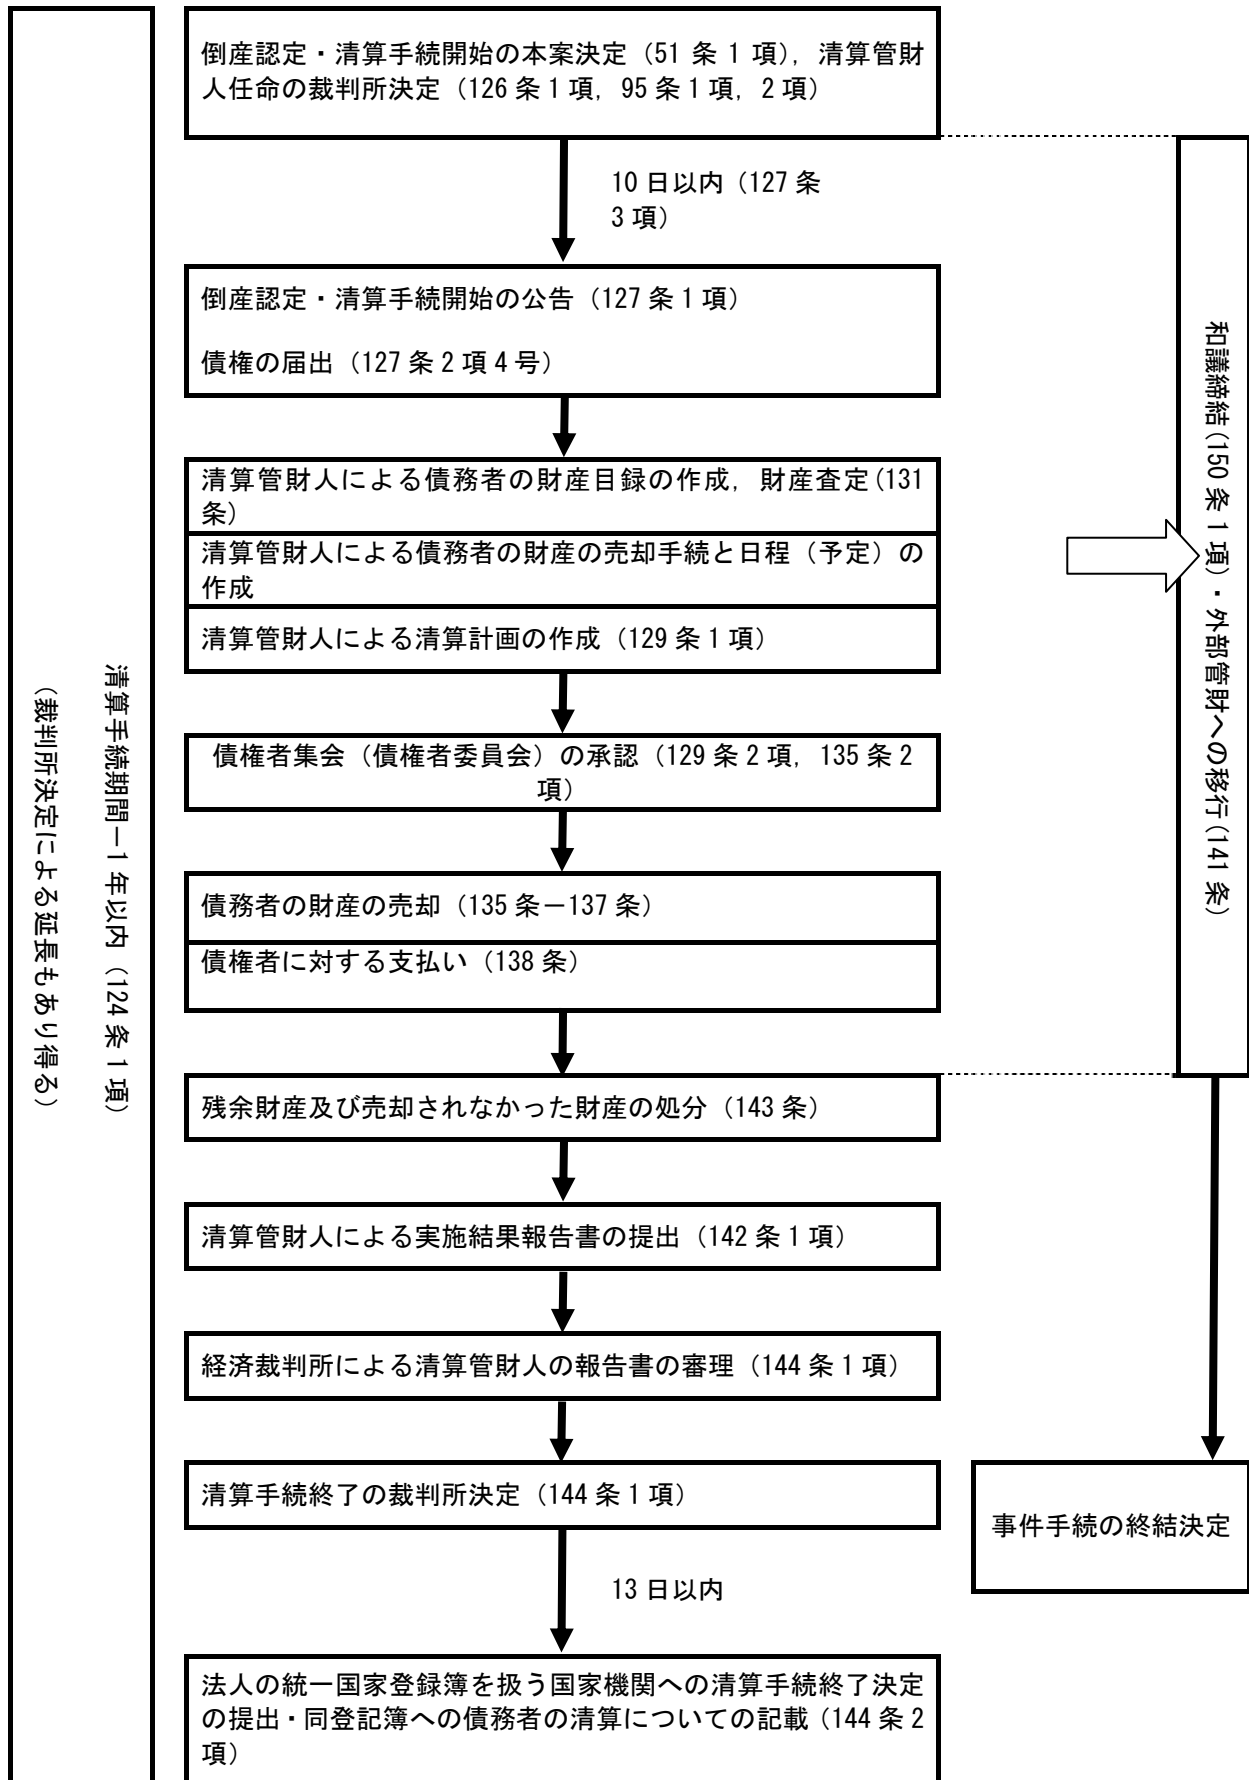 倒産認定・清算手続開始の本案決定（51 条 1 項），清算管財
人任命の裁判所決定（126 条 1 項，95 条 1 項，2 項）
10 日以内（127 条
3 項）
倒産認定・清算手続開始の公告（127 条 1 項）
債権の届出（127 条 2 項 4 号）
清算管財人による債務者の財産目録の作成，財産査定(131
条)
清算管財人による債務者の財産の売却手続と日程（予定）の
作成
清算管財人による清算計画の作成（129 条 1 項）
債権者集会（債権者委員会）の承認（129 条 2 項，135 条 2
項）
債務者の財産の売却（135 条－137 条）
債権者に対する支払い（138 条）
残余財産及び売却されなかった財産の処分（143 条）
清算管財人による実施結果報告書の提出（142 条 1 項）
経済裁判所による清算管財人の報告書の審理（144 条 1 項）
清算手続終了の裁判所決定（144 条 1 項）
13 日以内
法人の統一国家登録簿を扱う国家機関への清算手続終了決定
の提出・同登記簿への債務者の清算についての記載（144 条 2
項）
和議締結(150 条 1 項)・外部管財への移行(141 条)
事件手続の終結決定
清算手続期間－1 年以内（124 条 1 項）
（裁判所決定による延長もあり得る）